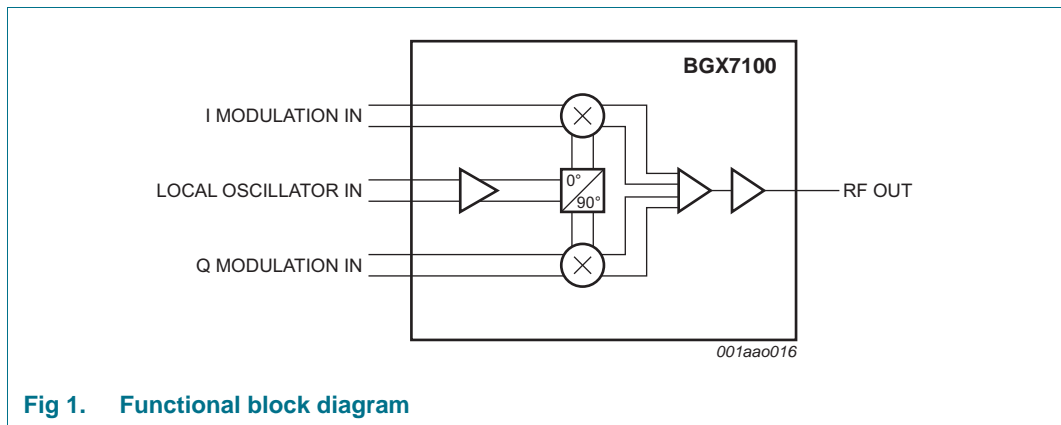 BGX7100
I MODULATION IN
LOCAL OSCILLATOR IN
0°
90°
RF OUT
Q MODULATION IN
001aao016
Fig 1. Functional block diagram